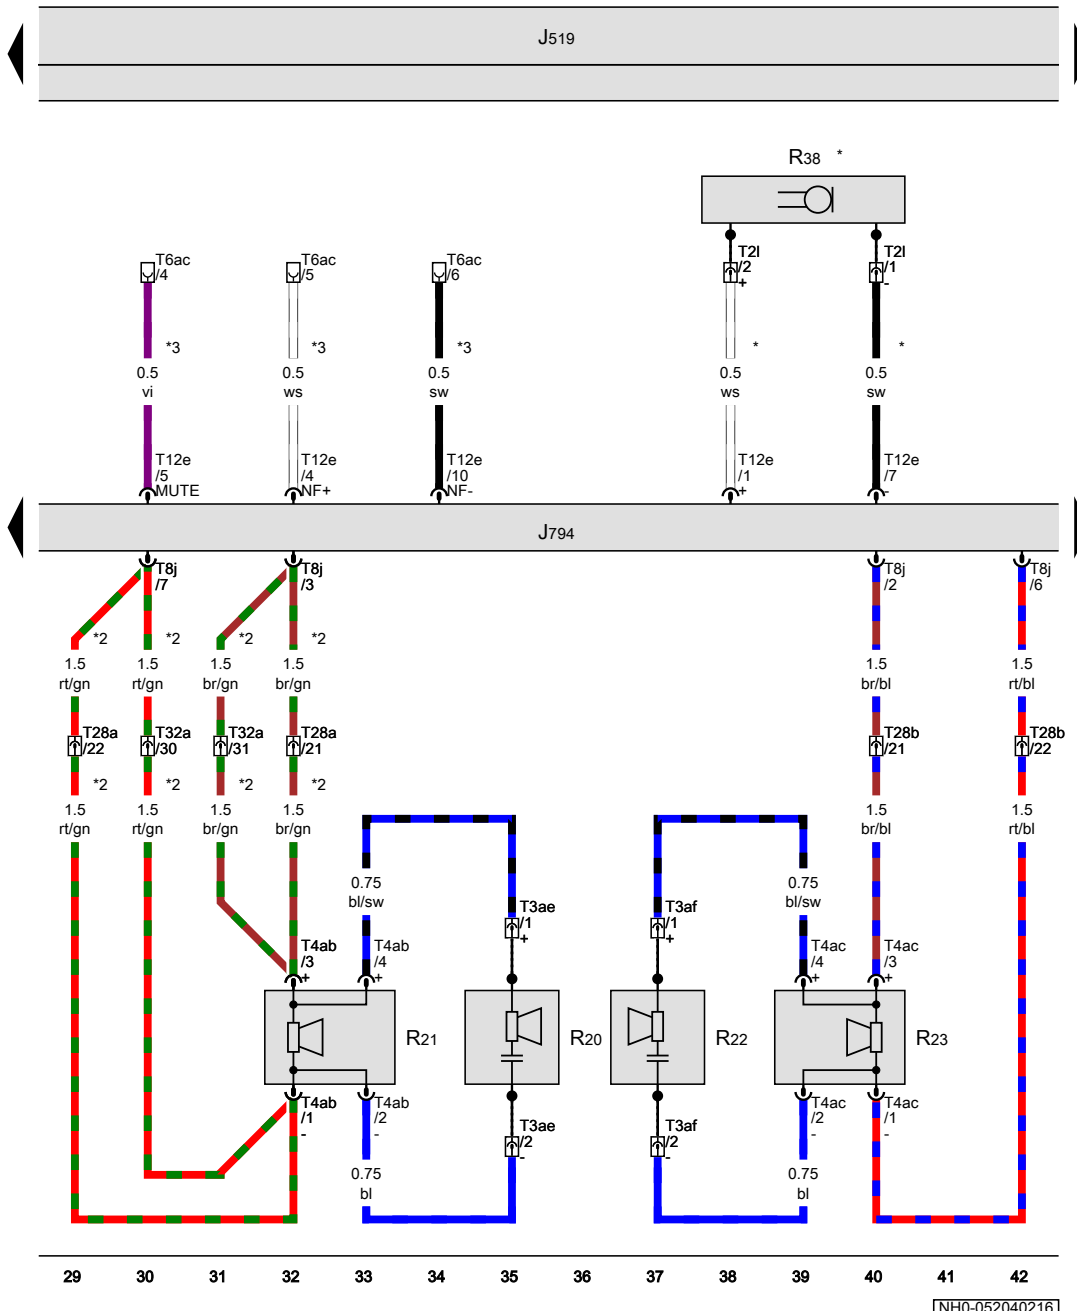 J519
R38 *
T6ac
/4
T6ac
/5
T6ac
/6
T2l
/2
+
T2l
/1
-
*3
*3
*3
*
*
0.5
vi
0.5
ws
0.5
sw
0.5
ws
0.5
sw
T12e
/5
MUTE
T12e
/4
NF+
T12e
/10
NF-
T12e
/1
+
T12e
/7
-
J794
T8j
/7
T8j
/3
T8j
/2
T8j
/6
*2
*2
*2
*2
1.5
rt/gn
1.5
rt/gn
1.5
br/gn
1.5
br/gn
1.5
br/bl
1.5
rt/bl
T28a
/22
T32a
/30
T32a
/31
T28a
/21
T28b
/21
T28b
/22
*2
*2
*2
*2
1.5
rt/gn
1.5
rt/gn
1.5
br/gn
1.5
br/gn
1.5
br/bl
1.5
rt/bl
0.75
bl/sw
0.75
bl/sw
T3ae
/1
+
T3af
/1
+
T4ab
/3
+
T4ab
/4
+
T4ac
/4
+
T4ac
/3
+
R21
R20
R22
R23
T4ab
/1
-
T4ab
/2
-
T3ae
/2
-
T3af
/2
-
T4ac
/2
-
T4ac
/1
-
0.75
bl
0.75
bl
29 30 31 32 33 34 35 36 37 38 39 40 41 42
NH0-052040216